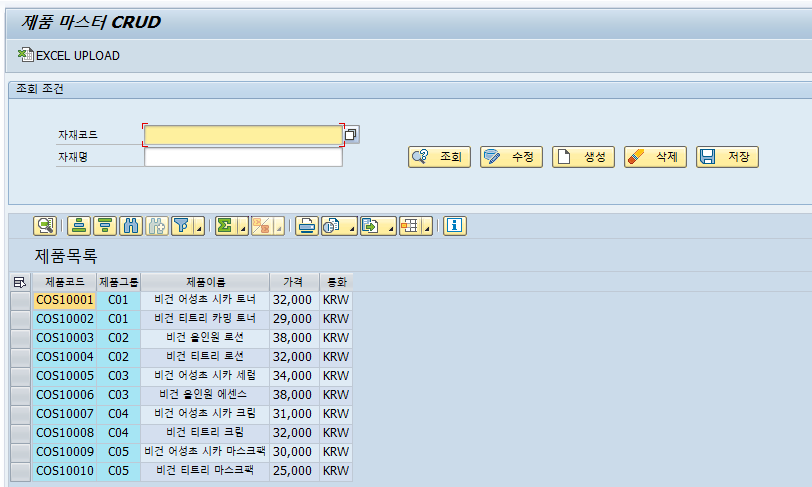 제품 마스터 CRUD
EXCEL UPLOAD
조회 조건
자재코드
자재명
조회 수정 생성 삭제 저장
제품목록
제품코드 제품그룹 제품이름 가격 통화
COS10001 C01 비건 어성초 시카 토너 32,000 KRW
COS10002 C01 비건 티트리 카밍 토너 29,000 KRW
COS10003 C02 비건 올인원 로션 38,000 KRW
COS10004 C02 비건 티트리 로션 32,000 KRW
COS10005 C03 비건 어성초 시카 세럼 34,000 KRW
COS10006 C03 비건 올인원 에센스 38,000 KRW
COS10007 C04 비건 어성초 시카 크림 31,000 KRW
COS10008 C04 비건 티트리 크림 32,000 KRW
COS10009 C05 비건 어성초 시카 마스크팩 30,000 KRW
COS10010 C05 비건 티트리 마스크팩 25,000 KRW